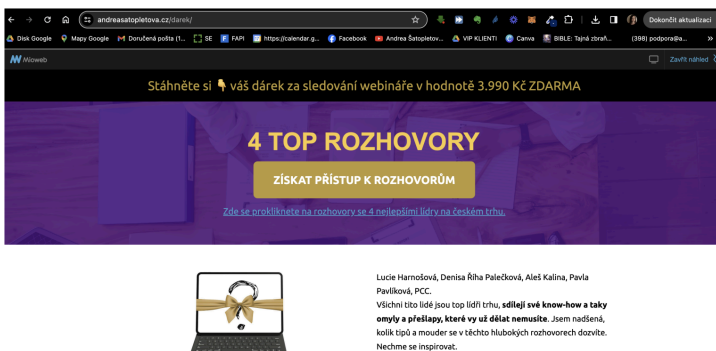 andreasatopletova.cz/darek/
Dokončit aktualizaci
Disk Google
Mapy Google
Doručená pošta (1...
SE
FAPI
https://calendar.g...
Facebook
Andrea Šatopletov...
VIP KLIENTI
Canva
BIBLE: Tajná zbraň...
(398) podpora@a...
»
Mioweb
Zavřít náhled
Stáhněte si 👇 váš dárek za sledování webináře v hodnotě 3.990 Kč ZDARMA
4 TOP ROZHOVORY
ZÍSKAT PŘÍSTUP K ROZHOVORŮM
Zde se prokliknete na rozhovory se 4 nejlepšími lídry na českém trhu.
Lucie Harnošová, Denisa Říha Palečková, Aleš Kalina, Pavla
Pavlíková, PCC.
Všichni tito lidé jsou top lídři trhu, sdílejí své know-how a taky
omyly a přešlapy, které vy už dělat nemusíte. Jsem nadšená,
kolik tipů a mouder se v těchto hlubokých rozhovorech dozvíte.
Nechme se inspirovat.